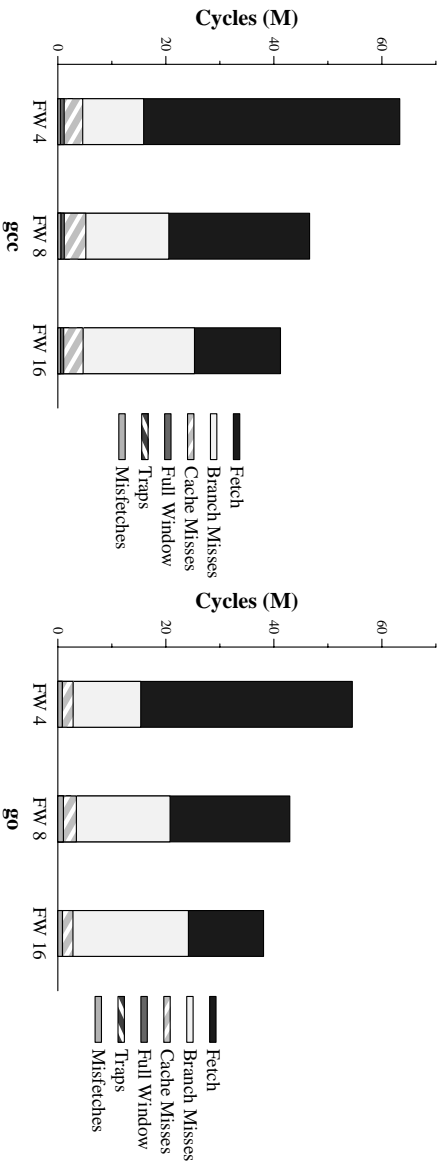 Cycles (M)
0
20
40
60
FW 4
FW 8
FW 16
gcc
Fetch
Branch Misses
Cache Misses
Full Window
Traps
Misfetches
Cycles (M)
0
20
40
60
FW 4
FW 8
FW 16
go
Fetch
Branch Misses
Cache Misses
Full Window
Traps
Misfetches